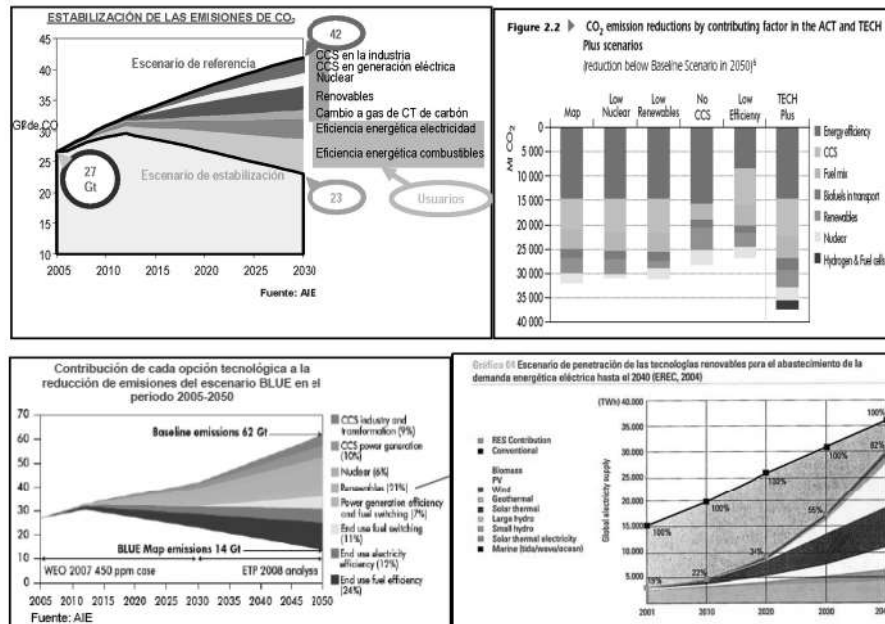 ESTABILIZACIÓN DE LAS EMISIONES DE CO₂
45
40
35
30
25
20
15
10
42
Escenario de referencia
CCS en la industria
CCS en generación eléctrica
Nuclear
Renovables
Cambio a gas de CT de carbón
Eficiencia energética electricidad
Eficiencia energética combustibles
27
Gt
Escenario de estabilización
23
Usuarios
2005 2010 2020 2030
Fuente: AIE
Figure 2.2 ▶ CO₂ emission reductions by contributing factor in the ACT and TECH
Plus scenarios
(reduction below Baseline Scenario in 2050)⁶
Map
Low
Nuclear
Low
Renewables
No
CCS
Low
Efficiency
TECH
Plus
Mt CO₂
0
5 000
10 000
15 000
20 000
25 000
30 000
35 000
40 000
Energy efficiency
CCS
Fuel mix
Biofuels in transport
Renewables
Nuclear
Hydrogen & Fuel cells
Contribución de cada opción tecnológica a la
reducción de emisiones del escenario BLUE en el
periodo 2005-2050
70
60
50
40
30
20
10
0
Baseline emissions 62 Gt
BLUE Map emissions 14 Gt
WEO 2007 450 ppm case
ETP 2008 analysis
2005 2010 2015 2020 2025 2030 2035 2040 2045 2050
CCS industry and
transformation (9%)
CCS power generation
(10%)
Nuclear (6%)
Renewables (21%)
Power generation efficiency
and fuel switching (7%)
End use fuel switching
(11%)
End use electricity
efficiency (12%)
End use fuel efficiency
(24%)
Fuente: AIE
Gráfico 64 Escenario de penetración de las tecnologías renovables para el abastecimiento de la
demanda energética eléctrica hasta el 2040 (EREC, 2004)
(TWh) 40.000
35.000
30.000
25.000
20.000
15.000
10.000
5.000
Global electricity supply
RES Contribution
Conventional
Biomass
PV
Wind
Geothermal
Solar thermal
Large hydro
Small hydro
Solar thermal electricity
Marine (tida/wave/ocean)
100%
100%
100%
100%
100%
82%
55%
34%
22%
19%
2001 2010 2020 2030